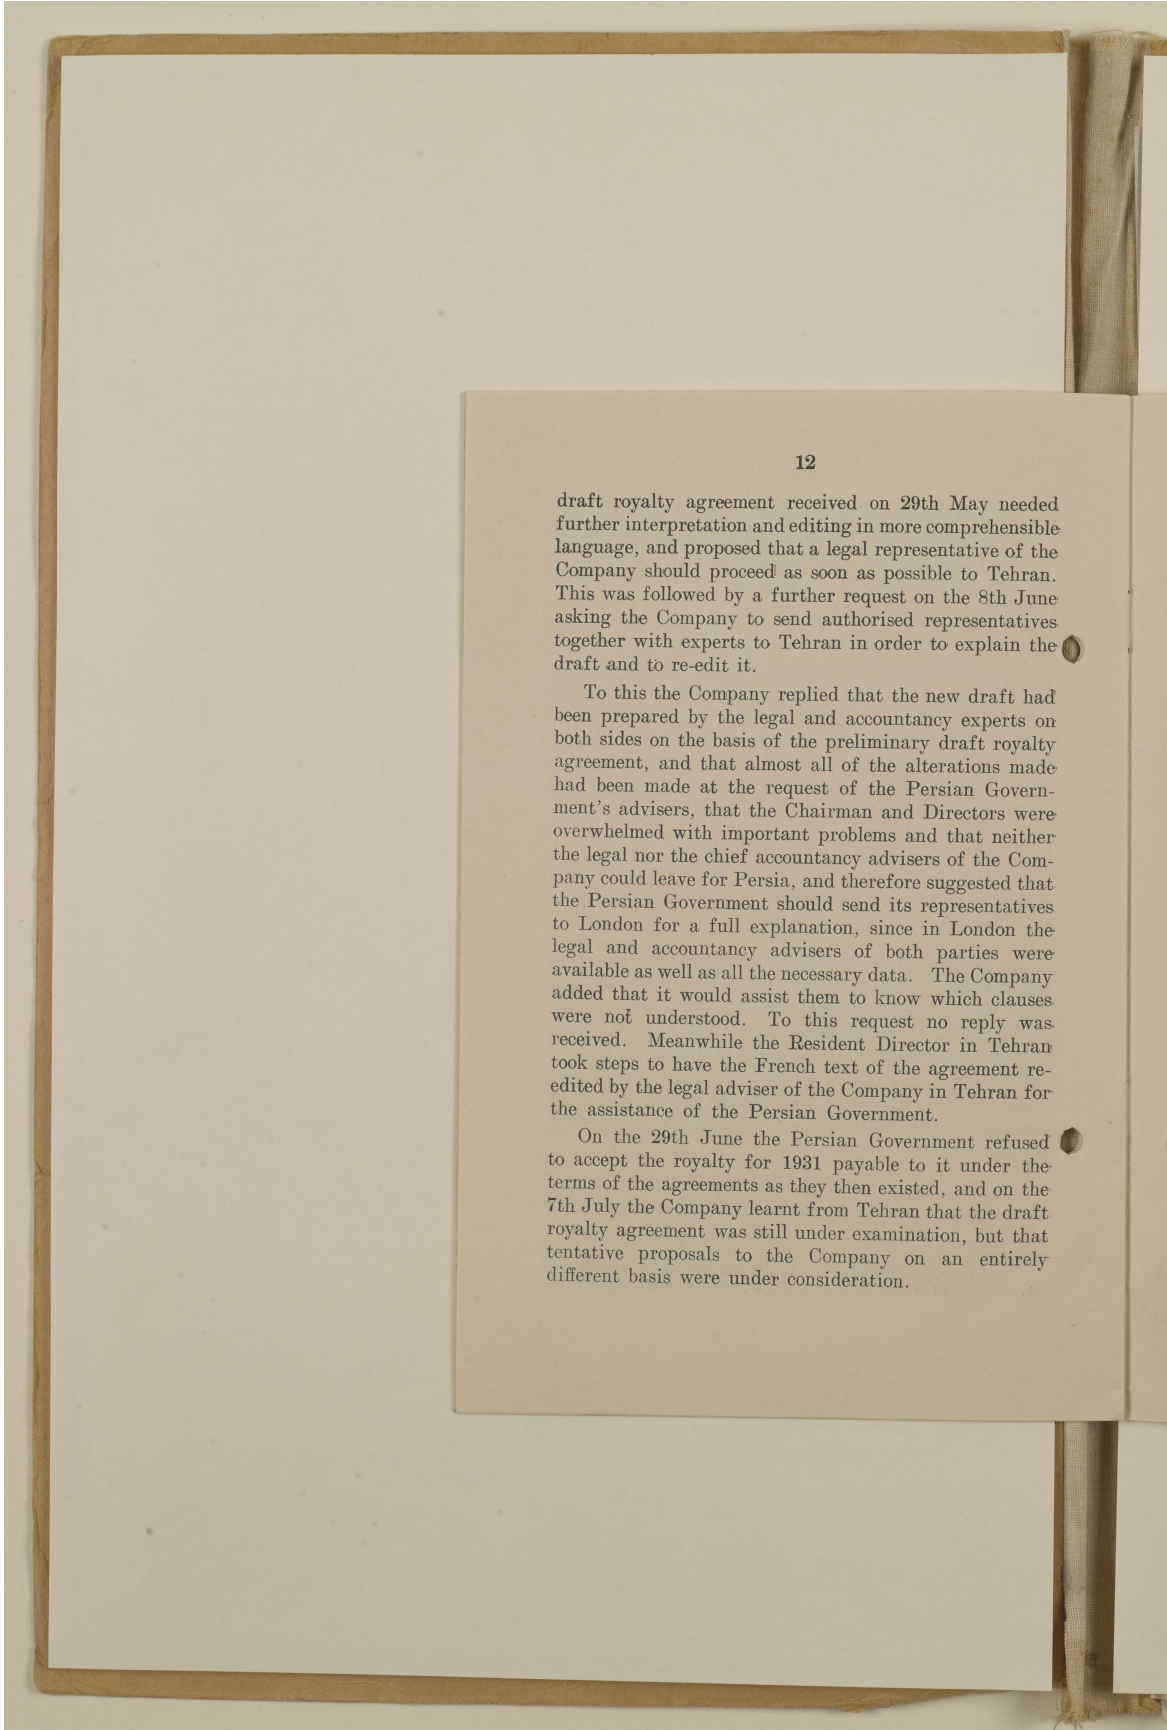 12
draft royalty agreement received on 29th May needed
further interpretation and editing in more comprehensible
language, and proposed that a legal representative of the
Company should proceed as soon as possible to Tehran.
This was followed by a further request on the 8th June
asking the Company to send authorised representatives
together with experts to Tehran in order to explain the
draft and to re-edit it.
To this the Company replied that the new draft had
been prepared by the legal and accountancy experts on
both sides on the basis of the preliminary draft royalty
agreement, and that almost all of the alterations made
had been made at the request of the Persian Govern-
ment's advisers, that the Chairman and Directors were
overwhelmed with important problems and that neither
the legal nor the chief accountancy advisers of the Com-
pany could leave for Persia, and therefore suggested that
the Persian Government should send its representatives
to London for a full explanation, since in London the
legal and accountancy advisers of both parties were
available as well as all the necessary data. The Company
added that it would assist them to know which clauses
were not understood. To this request no reply was
received. Meanwhile the Resident Director in Tehran
took steps to have the French text of the agreement re-
edited by the legal adviser of the Company in Tehran for
the assistance of the Persian Government.
On the 29th June the Persian Government refused
to accept the royalty for 1931 payable to it under the
terms of the agreements as they then existed, and on the
7th July the Company learnt from Tehran that the draft
royalty agreement was still under examination, but that
tentative proposals to the Company on an entirely
different basis were under consideration.